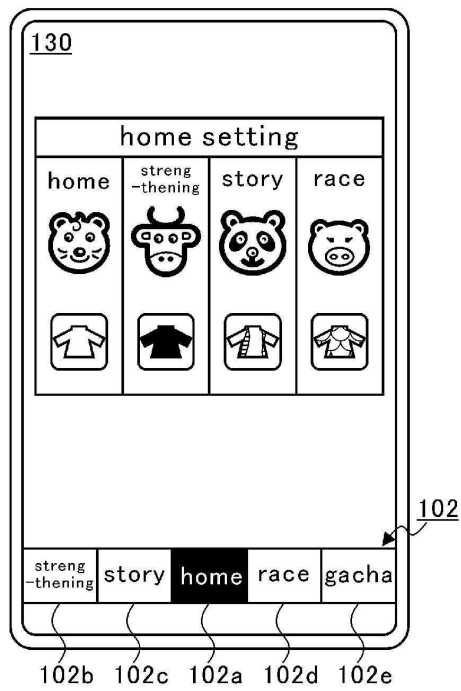 130
home setting
home
streng
-thening
story
race
102
streng
-thening
story
home
race
gacha
102b 102c 102a 102d 102e